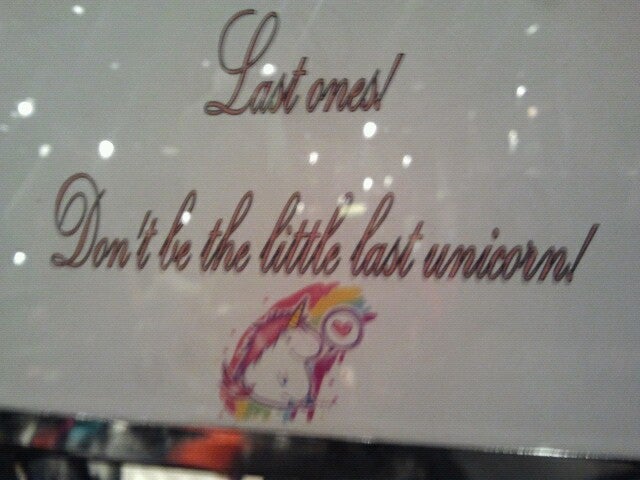 Last ones!
Don't be the little last unicorn!